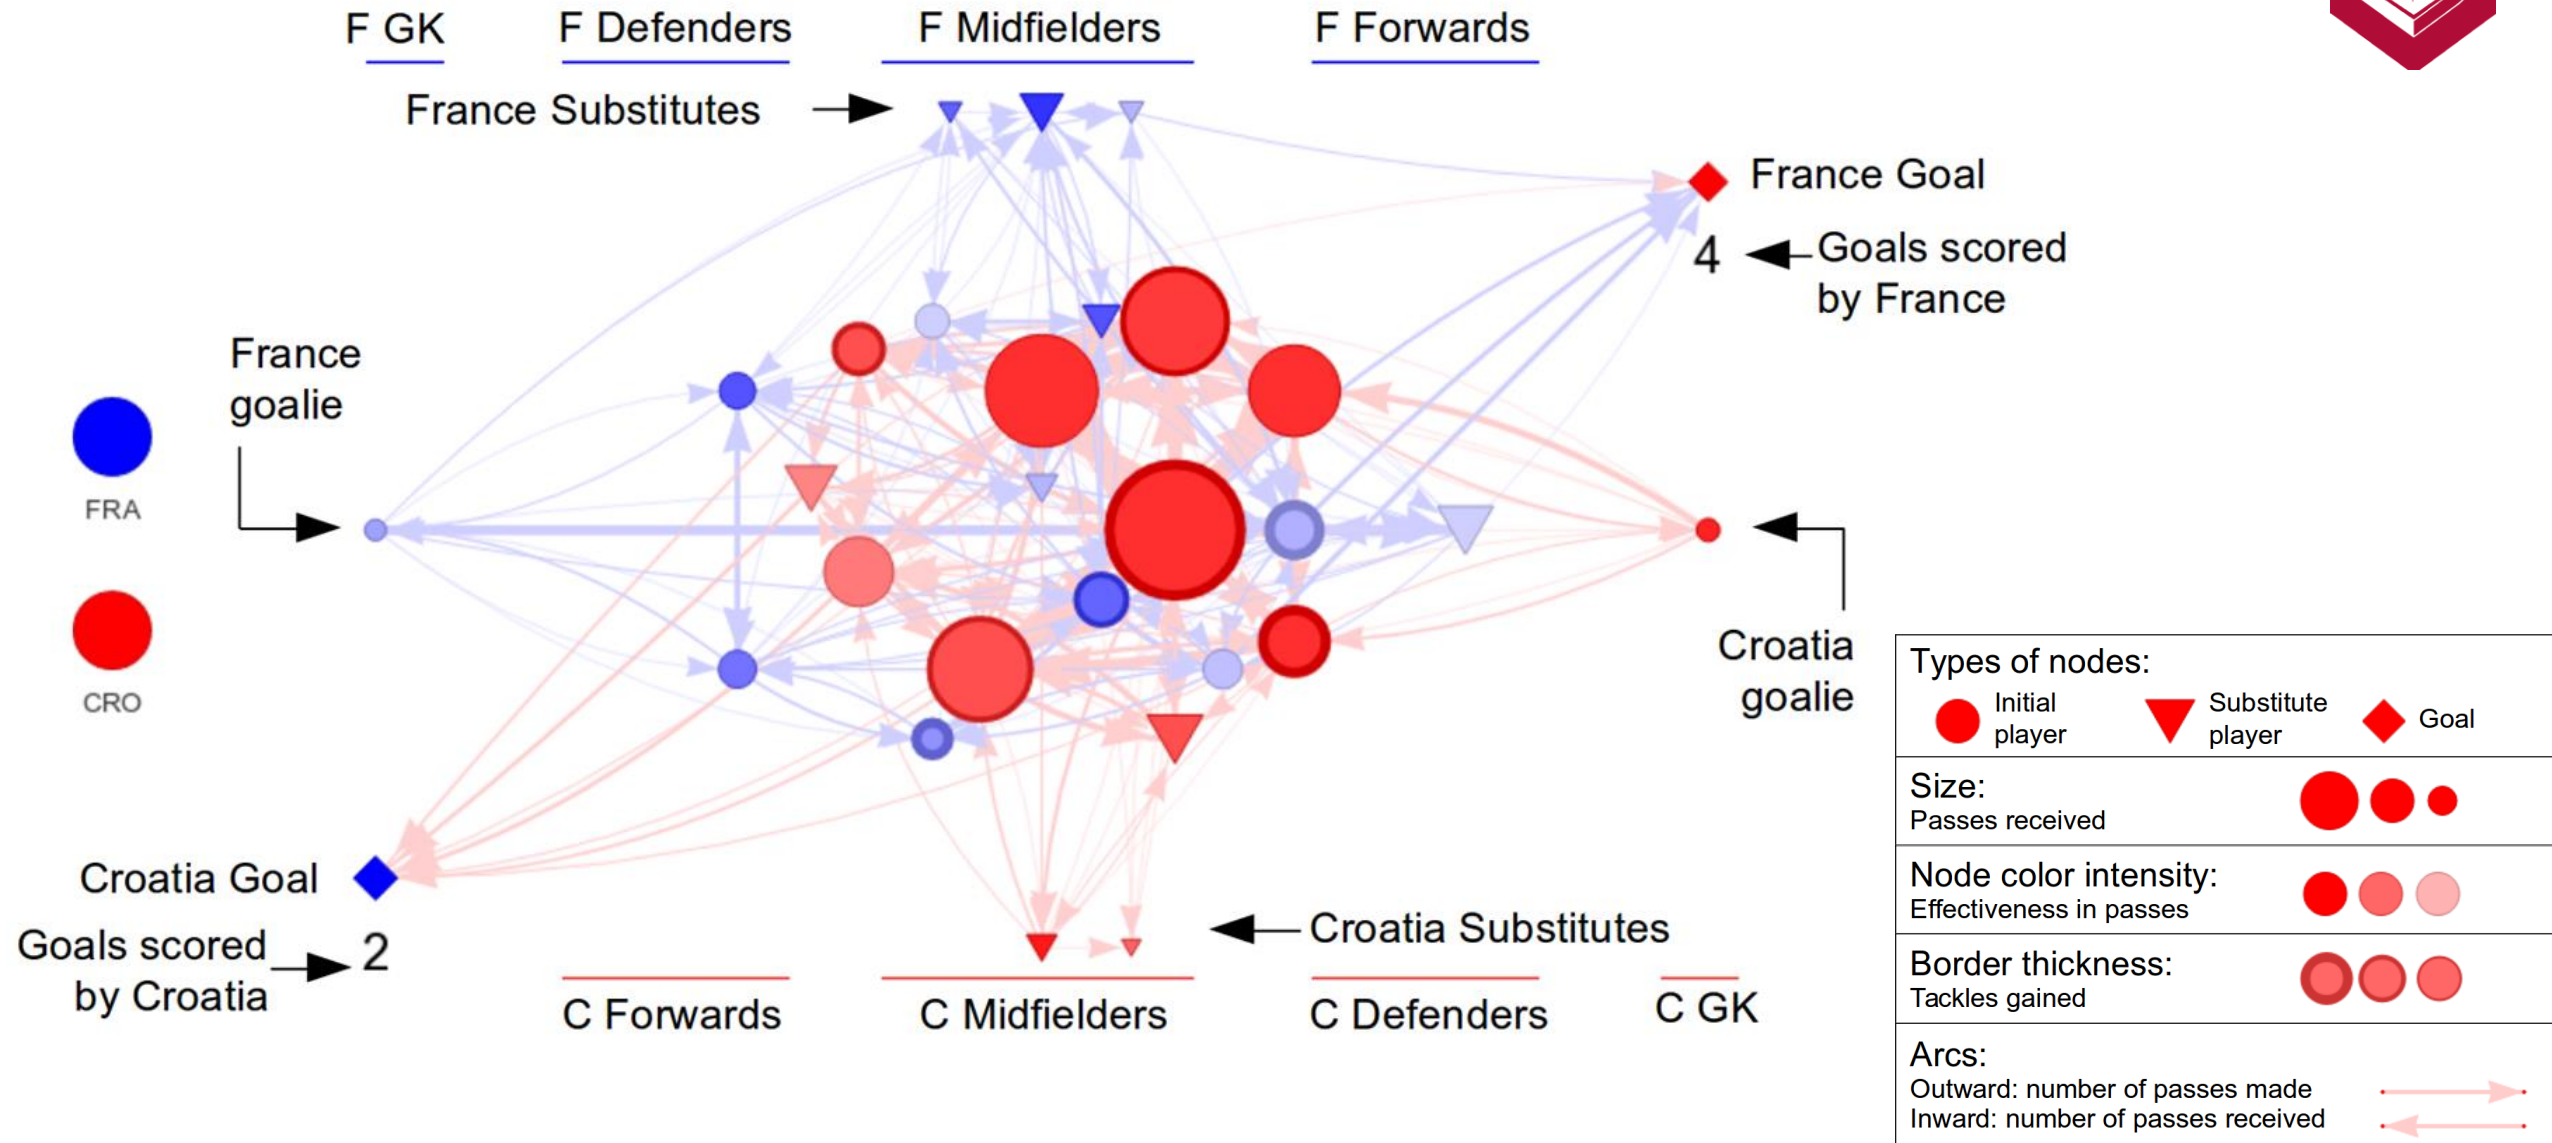 F GK
F Defenders
F Midfielders
F Forwards
France Substitutes
France Goal
4
Goals scored
by France
France
goalie
FRA
CRO
Croatia
goalie
Croatia Goal
Goals scored
by Croatia
2
Croatia Substitutes
C Forwards
C Midfielders
C Defenders
C GK
Types of nodes:
Initial
player
Substitute
player
Goal
Size:
Passes received
Node color intensity:
Effectiveness in passes
Border thickness:
Tackles gained
Arcs:
Outward: number of passes made
Inward: number of passes received